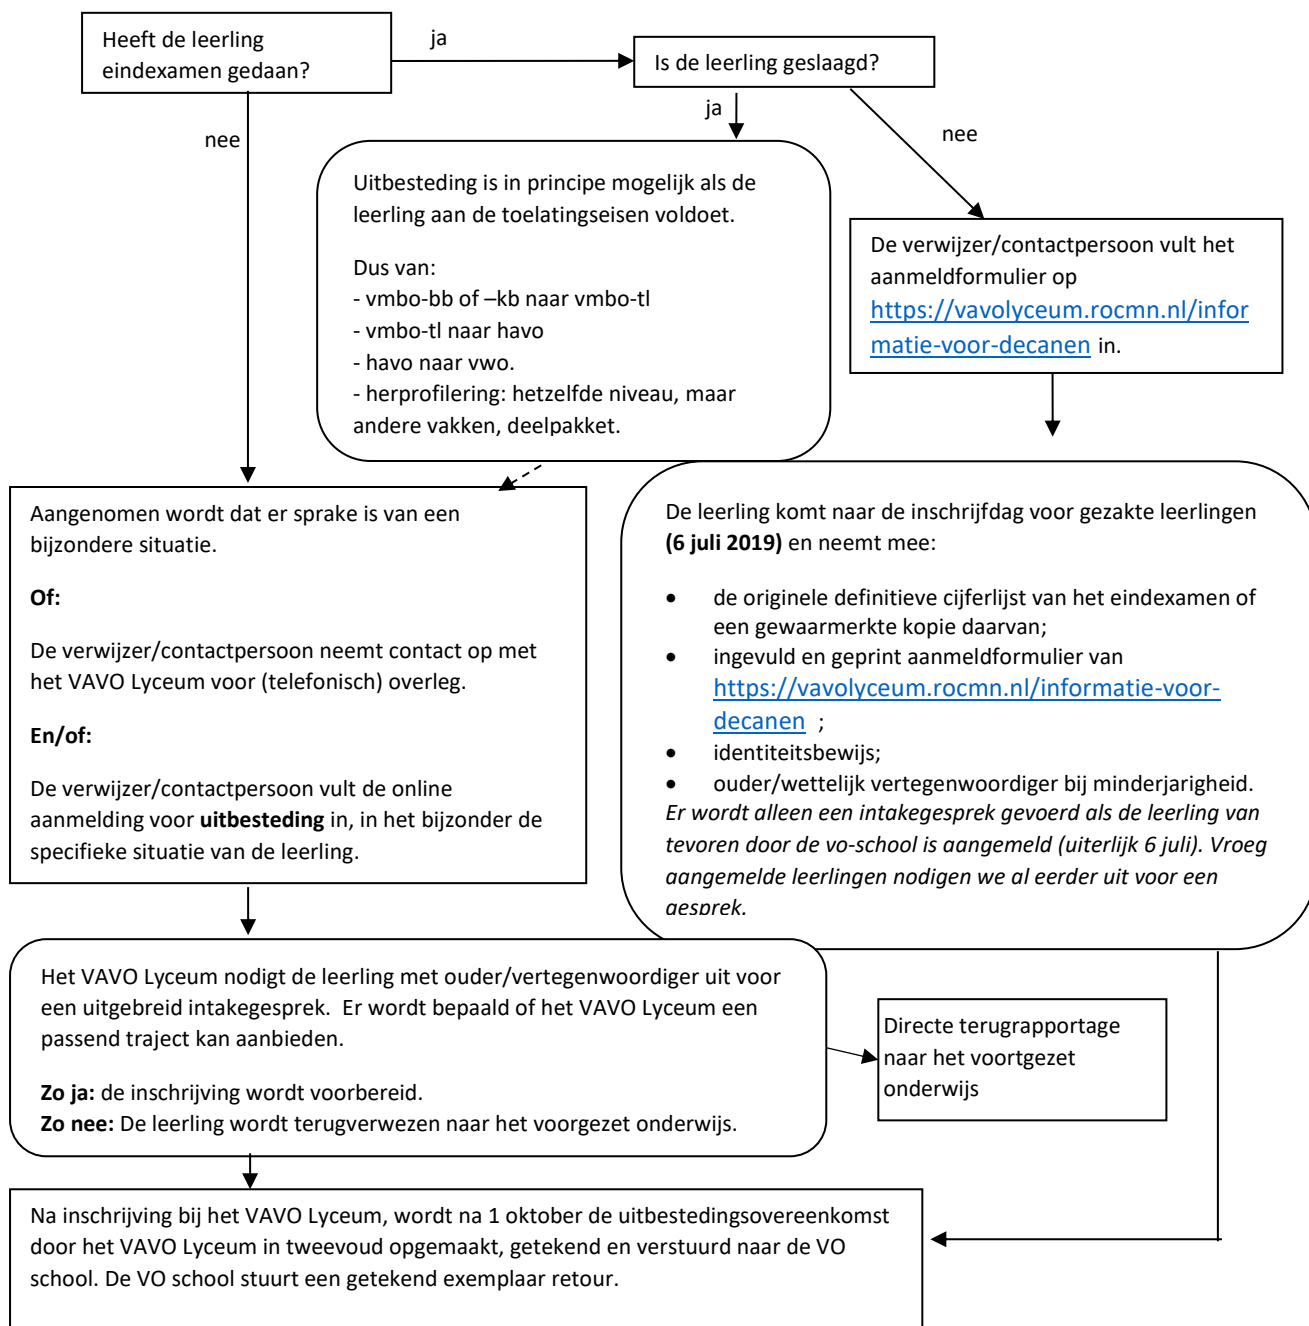 Heeft de leerling
eindexamen gedaan?
ja
Is de leerling geslaagd?
nee
ja
nee
Uitbesteding is in principe mogelijk als de
leerling aan de toelatingseisen voldoet.
Dus van:
- vmbo-bb of –kb naar vmbo-tl
- vmbo-tl naar havo
- havo naar vwo.
- herprofilering: hetzelfde niveau, maar
andere vakken, deelpakket.
De verwijzer/contactpersoon vult het
aanmeldformulier op
https://vavolyceum.rocmn.nl/infor
matie-voor-decanen in.
Aangenomen wordt dat er sprake is van een
bijzondere situatie.
Of:
De verwijzer/contactpersoon neemt contact op met
het VAVO Lyceum voor (telefonisch) overleg.
En/of:
De verwijzer/contactpersoon vult de online
aanmelding voor uitbesteding in, in het bijzonder de
specifieke situatie van de leerling.
De leerling komt naar de inschrijfdag voor gezakte leerlingen
(6 juli 2019) en neemt mee:
• de originele definitieve cijferlijst van het eindexamen of
een gewaarmerkte kopie daarvan;
• ingevuld en geprint aanmeldformulier van
https://vavolyceum.rocmn.nl/informatie-voor-
decanen ;
• identiteitsbewijs;
• ouder/wettelijk vertegenwoordiger bij minderjarigheid.
Er wordt alleen een intakegesprek gevoerd als de leerling van
tevoren door de vo-school is aangemeld (uiterlijk 6 juli). Vroeg
aangemelde leerlingen nodigen we al eerder uit voor een
gesprek.
Het VAVO Lyceum nodigt de leerling met ouder/vertegenwoordiger uit voor
een uitgebreid intakegesprek. Er wordt bepaald of het VAVO Lyceum een
passend traject kan aanbieden.
Zo ja: de inschrijving wordt voorbereid.
Zo nee: De leerling wordt terugverwezen naar het voorgezet onderwijs.
Directe terugrapportage
naar het voortgezet
onderwijs
Na inschrijving bij het VAVO Lyceum, wordt na 1 oktober de uitbestedingsovereenkomst
door het VAVO Lyceum in tweevoud opgemaakt, getekend en verstuurd naar de VO
school. De VO school stuurt een getekend exemplaar retour.